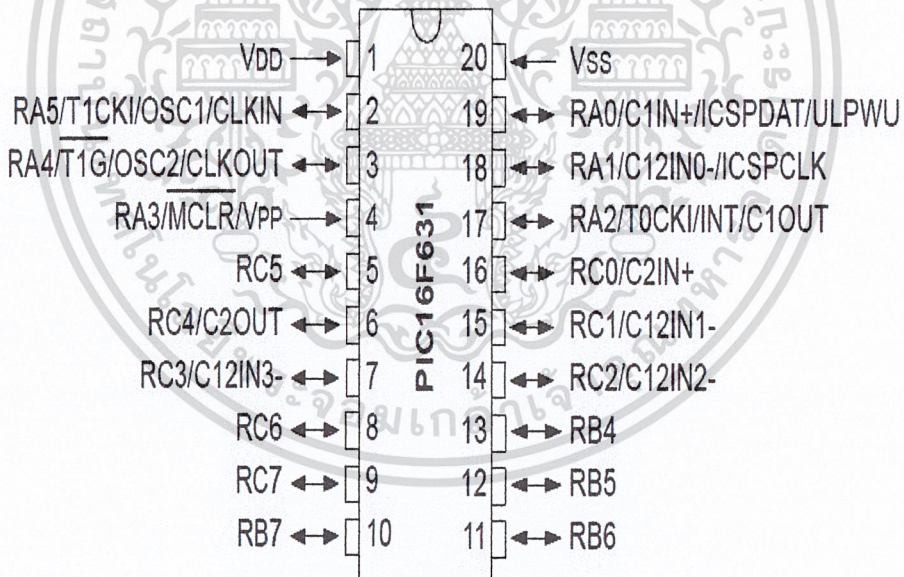 VDD 1 20 VSS
RA5/T1CKI/OSC1/CLKIN 2 19 RA0/C1IN+/ICSPDAT/ULPWU
RA4/T1G/OSC2/CLKOUT 3 18 RA1/C12IN0-/ICSPCLK
RA3/MCLR/VPP 4 17 RA2/T0CKI/INT/C1OUT
RC5 5 16 RC0/C2IN+
RC4/C2OUT 6 15 RC1/C12IN1-
RC3/C12IN3- 7 14 RC2/C12IN2-
RC6 8 13 RB4
RC7 9 12 RB5
RB7 10 11 RB6
PIC16F631